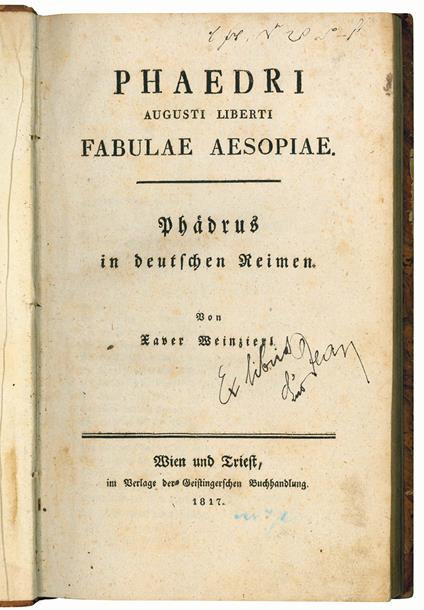 PHAEDRI
AUGUSTI LIBERTI
FABULAE AESOPIAE.
Phädrus
in deutſchen Reimen.
Von
Xaver Weinzierl
Ex libris Jean
Wien und Trieſt,
im Verlage der Geiſtingerſchen Buchhandlung.
1817.